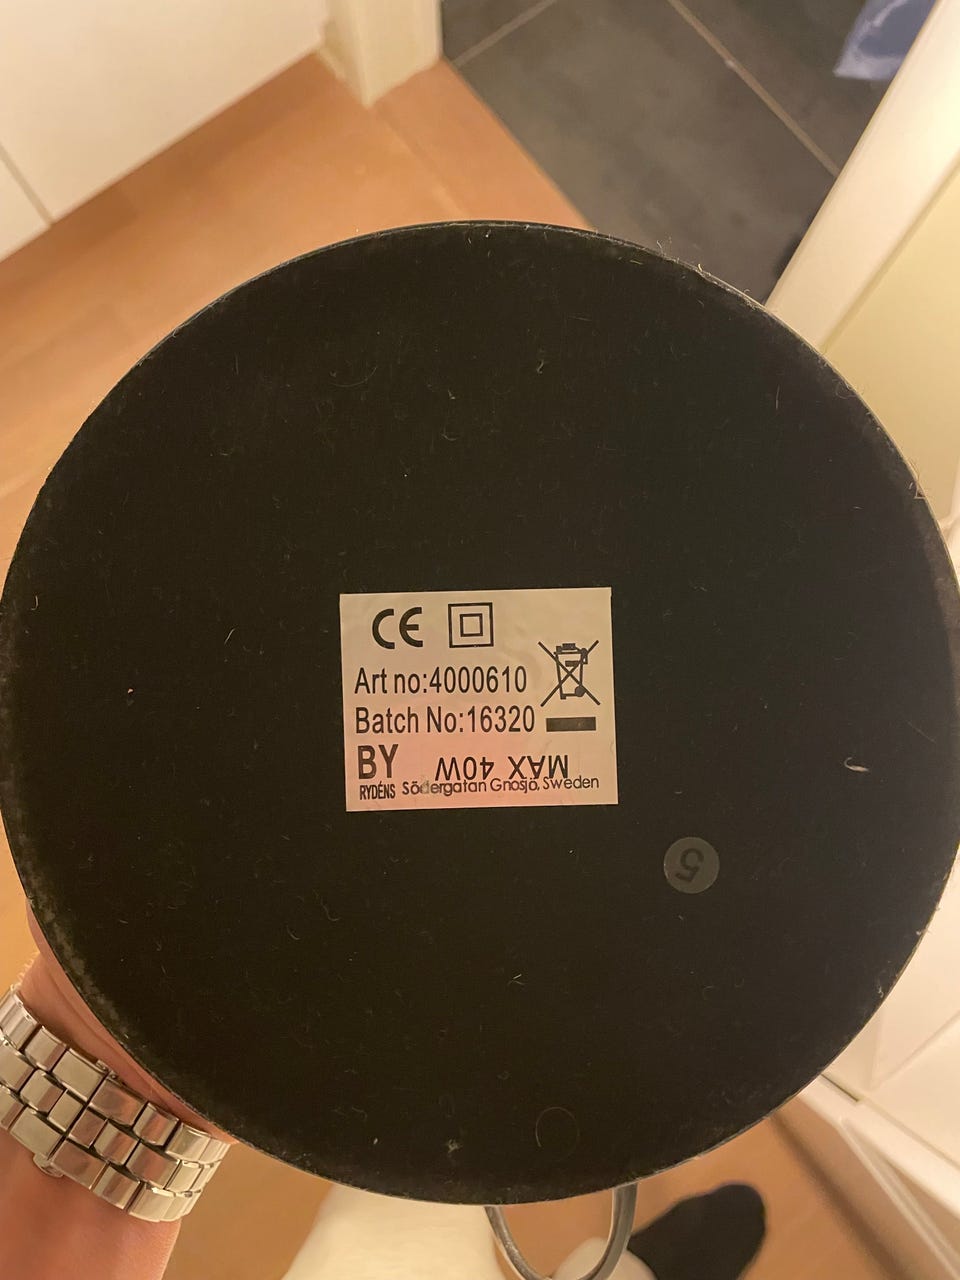 CE
Art no:4000610
Batch No:16320
BY
MAX 40W
RYDÉNS Södergatan Gnosjö, Sweden
5